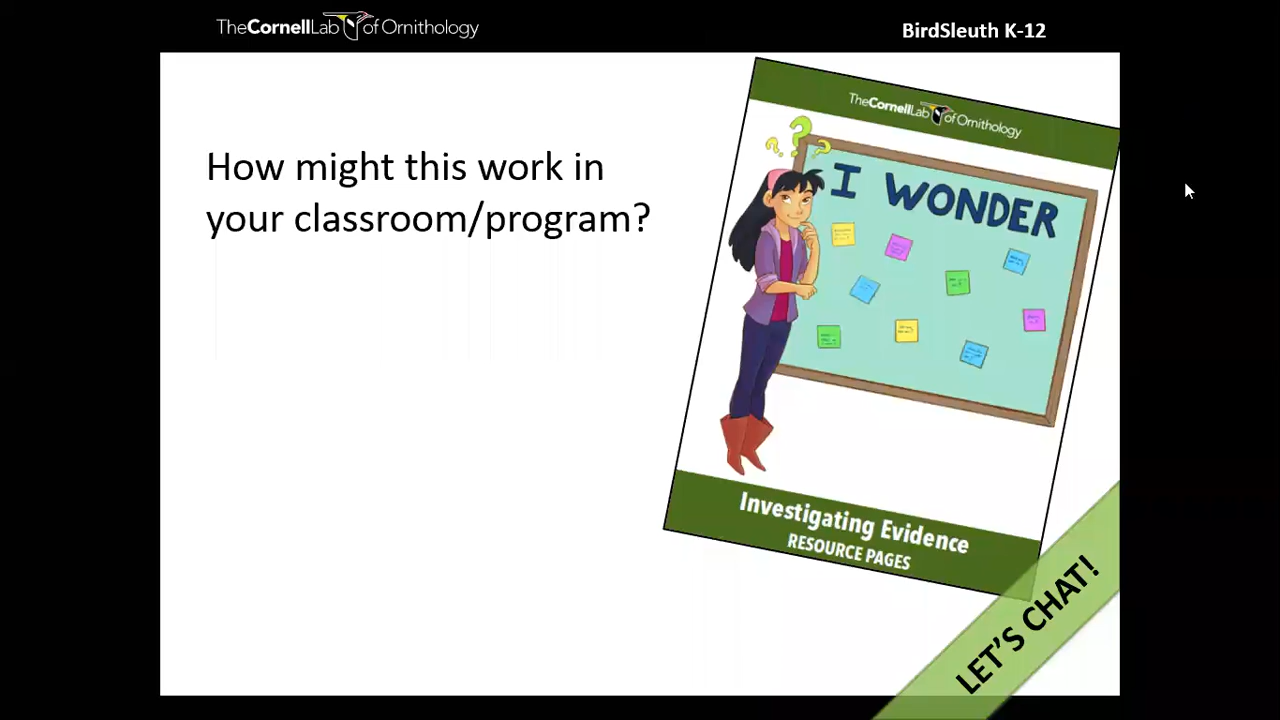 TheCornellLab of Ornithology
BirdSleuth K-12
How might this work in
your classroom/program?
TheCornellLab of Ornithology
? ? ?
I WONDER
Investigating Evidence
RESOURCE PAGES
LET'S CHAT!